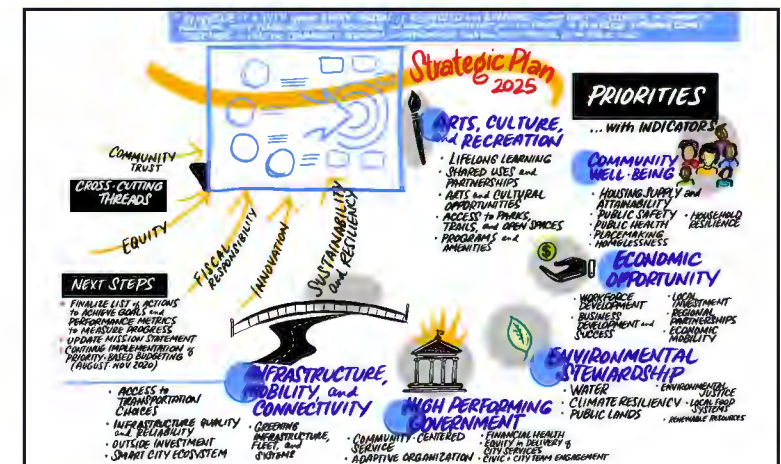 Strategic Plan
2025
PRIORITIES
...with INDICATORS
COMMUNITY
TRUST
CROSS-CUTTING
THREADS
EQUITY
FISCAL
RESPONSIBILITY
INNOVATION
SUSTAINABILITY
and RESILIENCY
ARTS, CULTURE,
and RECREATION
• LIFELONG LEARNING
• SHARED USES and
PARTNERSHIPS
• ARTS and CULTURAL
OPPORTUNITIES
• ACCESS to PARKS,
TRAILS, and OPEN SPACES
• PROGRAMS and
AMENITIES
COMMUNITY
WELL-BEING
• HOUSING SUPPLY and
ATTAINABILITY
• PUBLIC SAFETY
• PUBLIC HEALTH
• PLACEMAKING
• HOMELESSNESS
• HOUSEHOLD
RESILIENCE
ECONOMIC
OPPORTUNITY
• WORKFORCE
DEVELOPMENT
• BUSINESS
DEVELOPMENT and
SUCCESS
• LOCAL
INVESTMENT
• REGIONAL
PARTNERSHIPS
• ECONOMIC
MOBILITY
NEXT STEPS
• FINALIZE LIST of ACTIONS
to ACHIEVE GOALS and
PERFORMANCE METRICS
to MEASURE PROGRESS
• UPDATE MISSION STATEMENT
• CONTINUE IMPLEMENTATION of
PRIORITY-BASED BUDGETING
(AUGUST-NOV 2020)
INFRASTRUCTURE,
MOBILITY, and
CONNECTIVITY
• ACCESS to
TRANSPORTATION
CHOICES
• INFRASTRUCTURE QUALITY
and RELIABILITY
• OUTSIDE INVESTMENT
• SMART CITY ECOSYSTEM
• GREENING
INFRASTRUCTURE,
FLEET, and
SYSTEMS
HIGH PERFORMING
GOVERNMENT
• COMMUNITY-CENTERED
SERVICE
• ADAPTIVE ORGANIZATION
• FINANCIAL HEALTH
• EQUITY in DELIVERY of
CITY SERVICES
• CIVIC + CITY TEAM ENGAGEMENT
ENVIRONMENTAL
STEWARDSHIP
• WATER
• CLIMATE RESILIENCY
• PUBLIC LANDS
• ENVIRONMENTAL
JUSTICE
• LOCAL FOOD
SYSTEMS
• RENEWABLE RESOURCES